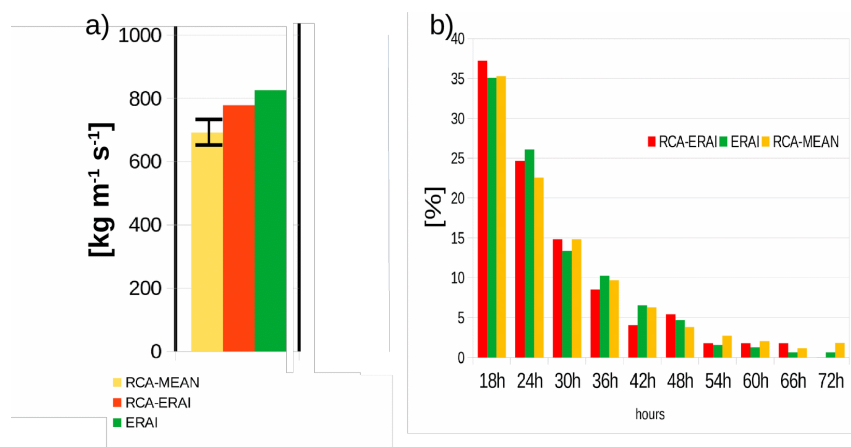 a)
1000
800
600
400
200
0
[kg m-1 s-1]
RCA-MEAN
RCA-ERAI
ERAI
b)
40
35
30
25
20
15
10
5
0
[%]
RCA-ERAI ERAI RCA-MEAN
18h 24h 30h 36h 42h 48h 54h 60h 66h 72h
hours